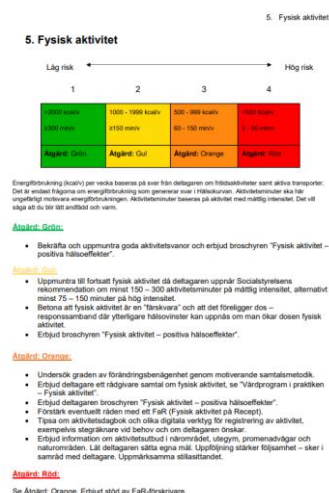 5. Fysisk aktivitet
5. Fysisk aktivitet
Låg risk
Hög risk
1 2 3 4
>2000 kcal/v 1000 - 1999 kcal/v 500 - 999 kcal/v
≥300 min/v ≥150 min/v 60 - 150 min/v
Åtgärd: Grön Åtgärd: Gul Åtgärd: Orange Åtgärd: Röd
Energiförbrukning (kcal/v) per vecka baseras på svar från deltagaren om fritidsaktiviteter samt aktiva transporter.
Det är endast frågorna om energiförbrukning som genererar svar i Hälsokurvan. Aktivitetsminuter ska här
ungefärligt motsvara energiförbrukningen. Aktivitetsminuter baseras på aktivitet med måttlig intensitet. Det vill
säga att du blir lätt andfådd och varm.
Åtgärd: Grön:
• Bekräfta och uppmuntra goda aktivitetsvanor och erbjud broschyren ”Fysisk aktivitet –
positiva hälsoeffekter”.
Åtgärd: Gul:
• Uppmuntra till fortsatt fysisk aktivitet då deltagaren uppnår Socialstyrelsens
rekommendation om minst 150 – 300 aktivitetsminuter på måttlig intensitet, alternativt
minst 75 – 150 minuter på hög intensitet.
• Betona att fysisk aktivitet är en ”färskvara” och att det föreligger dos –
responssamband där ytterligare hälsovinster kan uppnås om man ökar dosen fysisk
aktivitet.
• Erbjud broschyren ”Fysisk aktivitet – positiva hälsoeffekter”.
Åtgärd: Orange:
• Undersök graden av förändringsbenägenhet genom motiverande samtalsmetodik.
• Erbjud deltagare ett rådgivare samtal om fysisk aktivitet, se ”Vårdprogram i praktiken
– Fysisk aktivitet”.
• Erbjud deltagaren broschyren ”Fysisk aktivitet – positiva hälsoeffekter”.
• Förstärk eventuellt råden med ett FaR (Fysisk aktivitet på Recept).
• Tipsa om aktivitetsdagbok och olika digitala verktyg för registrering av aktivitet,
exempelvis stegräknare vid behov och om deltagaren önskar.
• Erbjud information om aktivitetsutbud i närområdet, utegym, promenadvägar och
naturområden. Låt deltagaren sätta egna mål. Uppföljning stärker följsamhet – sker i
samråd med deltagare. Uppmärksamma stillasittandet.
Åtgärd: Röd:
Se Åtgärd: Orange. Erbjud stöd av FaR-förskrivare.